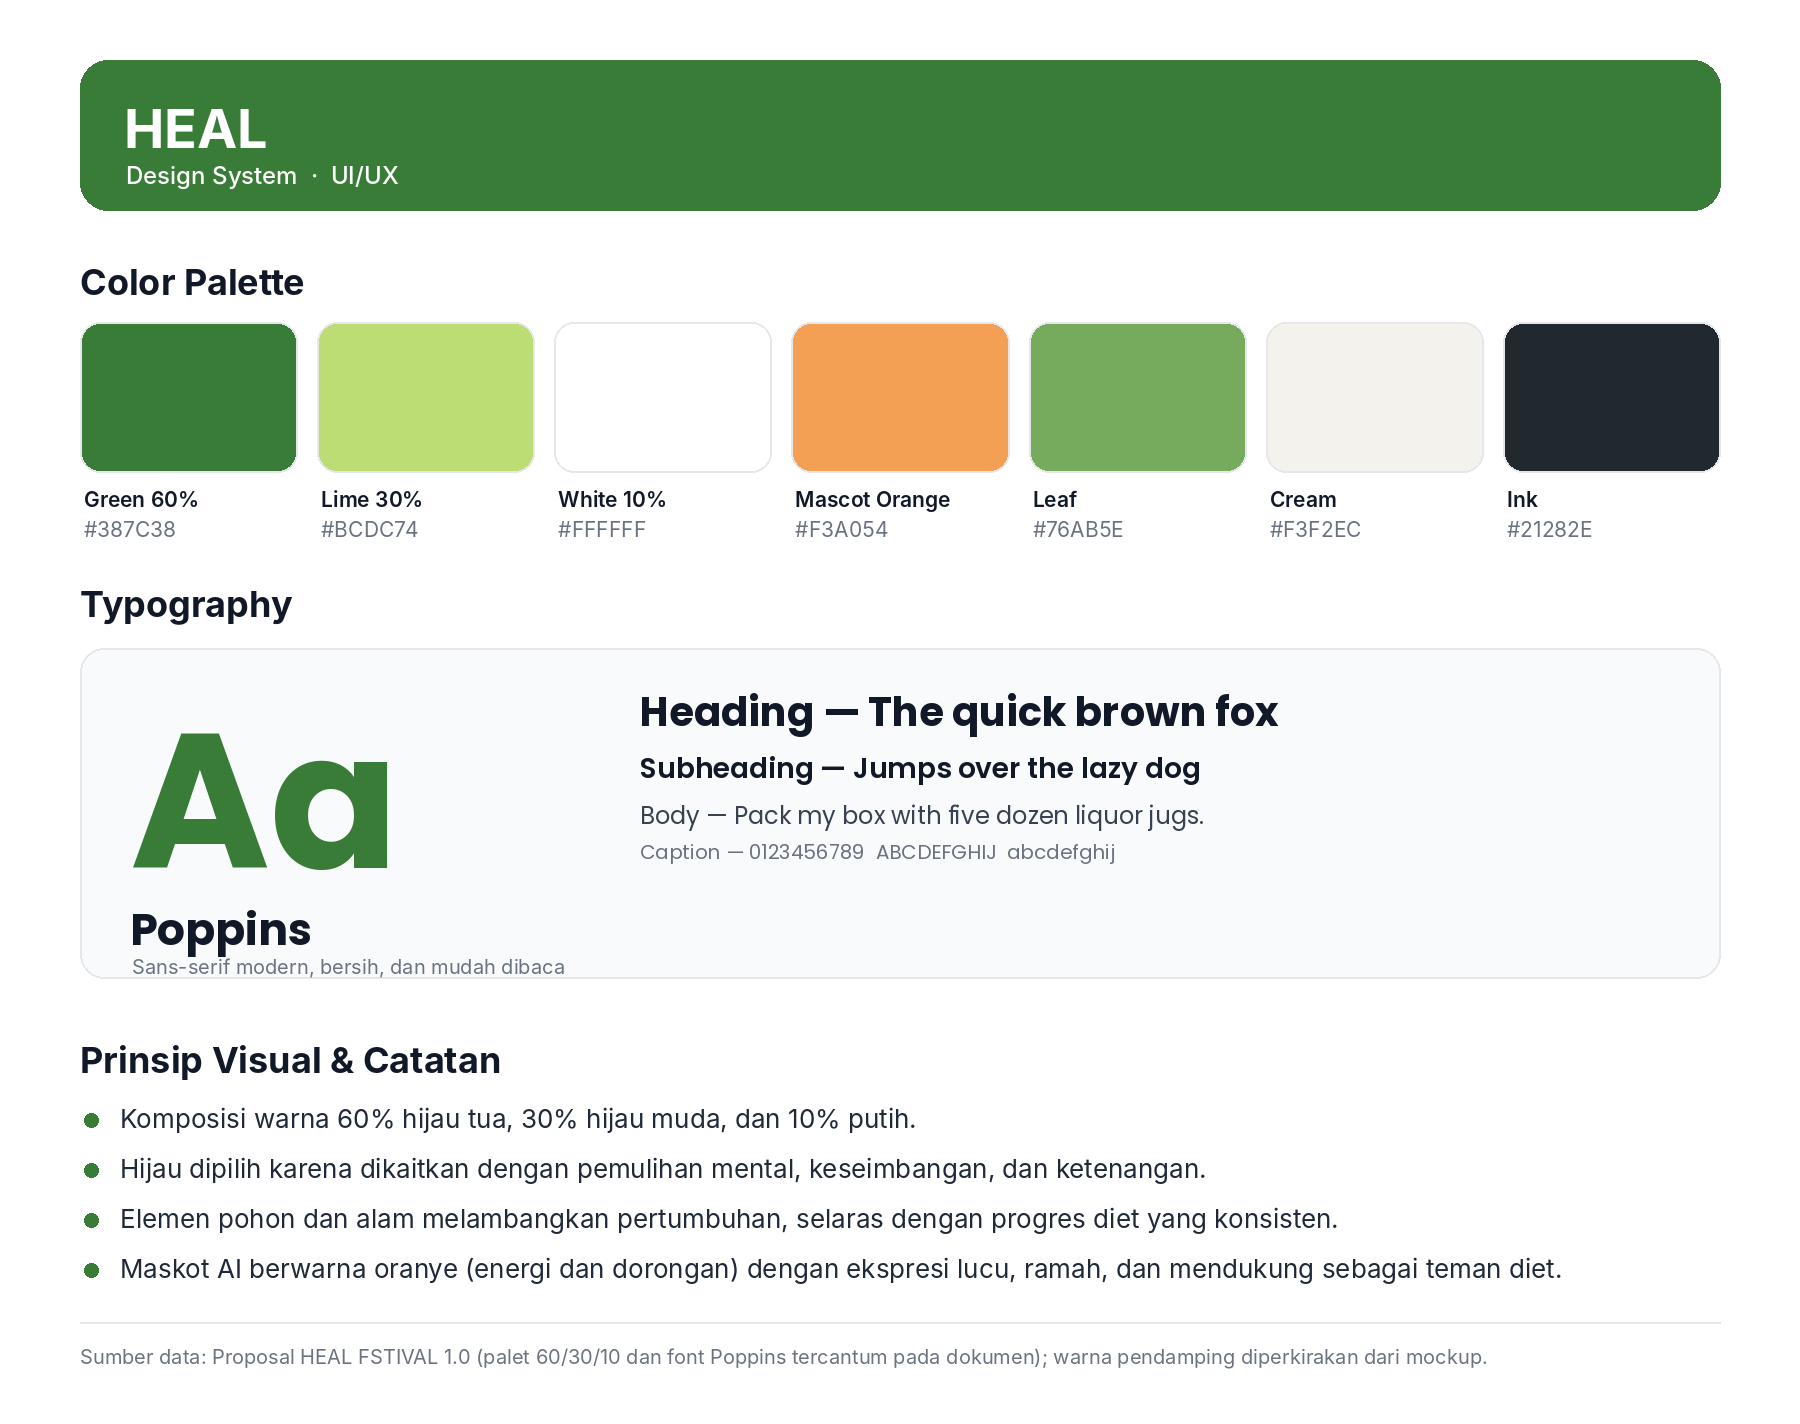 HEAL
Design System · UI/UX
Color Palette
Green 60%
#387C38
Lime 30%
#BCDC74
White 10%
#FFFFFF
Mascot Orange
#F3A054
Leaf
#76AB5E
Cream
#F3F2EC
Ink
#21282E
Typography
Aa
Poppins
Sans-serif modern, bersih, dan mudah dibaca
Heading — The quick brown fox
Subheading — Jumps over the lazy dog
Body — Pack my box with five dozen liquor jugs.
Caption — 0123456789 ABCDEFGHIJ abcdefghij
Prinsip Visual & Catatan
Komposisi warna 60% hijau tua, 30% hijau muda, dan 10% putih.
Hijau dipilih karena dikaitkan dengan pemulihan mental, keseimbangan, dan ketenangan.
Elemen pohon dan alam melambangkan pertumbuhan, selaras dengan progres diet yang konsisten.
Maskot AI berwarna oranye (energi dan dorongan) dengan ekspresi lucu, ramah, dan mendukung sebagai teman diet.
Sumber data: Proposal HEAL FSTIVAL 1.0 (palet 60/30/10 dan font Poppins tercantum pada dokumen); warna pendamping diperkirakan dari mockup.